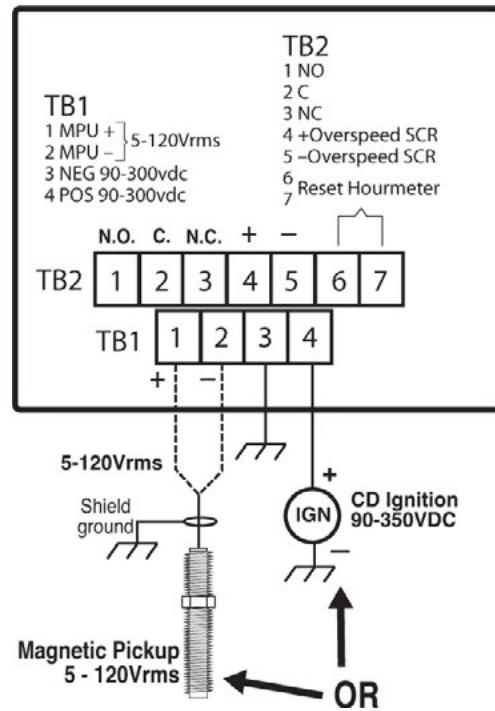 TB1
1 MPU +
2 MPU –
5-120Vrms
3 NEG 90-300vdc
4 POS 90-300vdc
TB2
1 NO
2 C
3 NC
4 +Overspeed SCR
5 –Overspeed SCR
6
7
Reset Hourmeter
N.O. C. N.C. + –
TB2 1 2 3 4 5 6 7
TB1 1 2 3 4
+ –
5-120Vrms
Shield
ground
+
IGN
–
CD Ignition
90-350VDC
Magnetic Pickup
5 - 120Vrms
OR